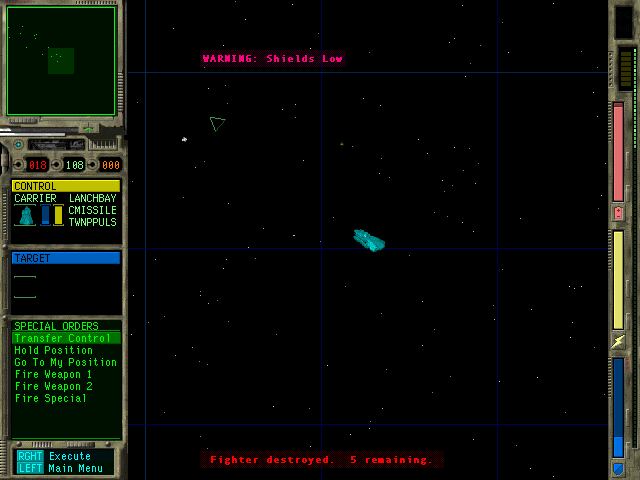 WARNING: Shields Low
018 108 000
CONTROL
CARRIER LANCHBAY
CMISSILE
TWNPPULS
TARGET
SPECIAL ORDERS
Transfer Control
Hold Position
Go To My Position
Fire Weapon 1
Fire Weapon 2
Fire Special
RGHT Execute
LEFT Main Menu
Fighter destroyed. 5 remaining.